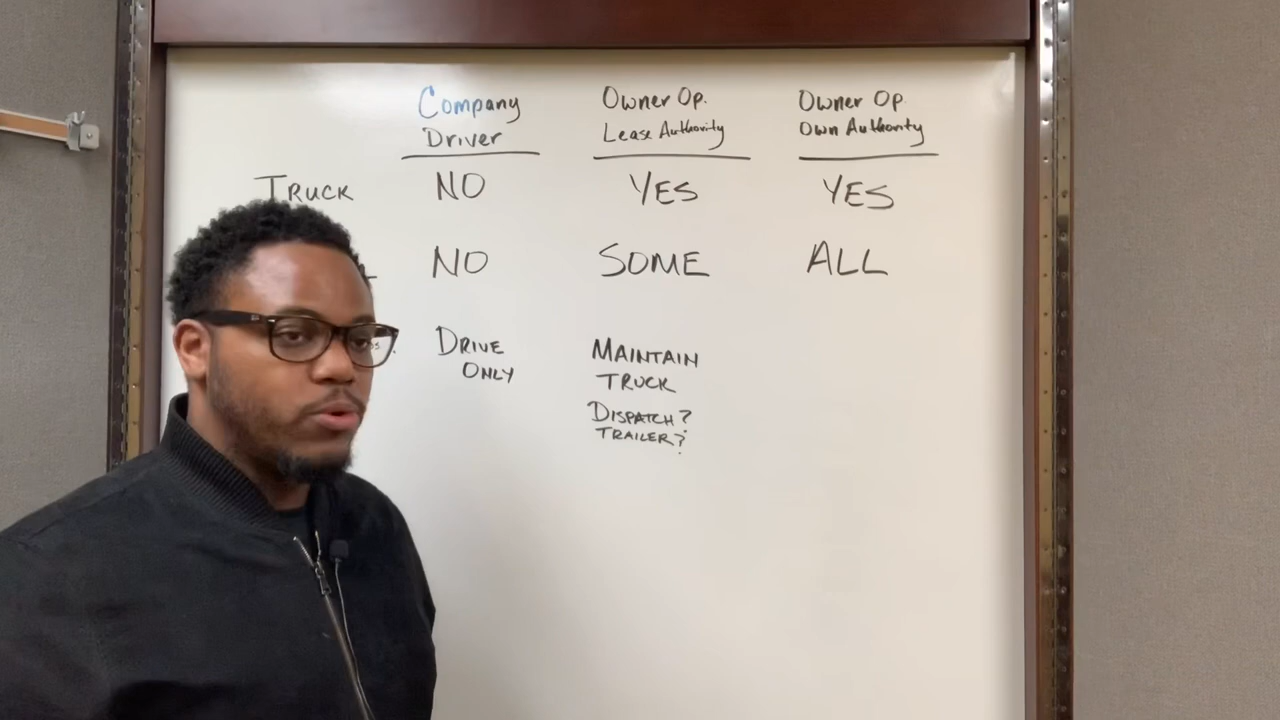 Company Driver
Owner Op. Lease Authority
Owner Op. Own Authority
TRUCK NO YES YES
NO SOME ALL
DRIVE ONLY
MAINTAIN TRUCK
DISPATCH?
TRAILER?